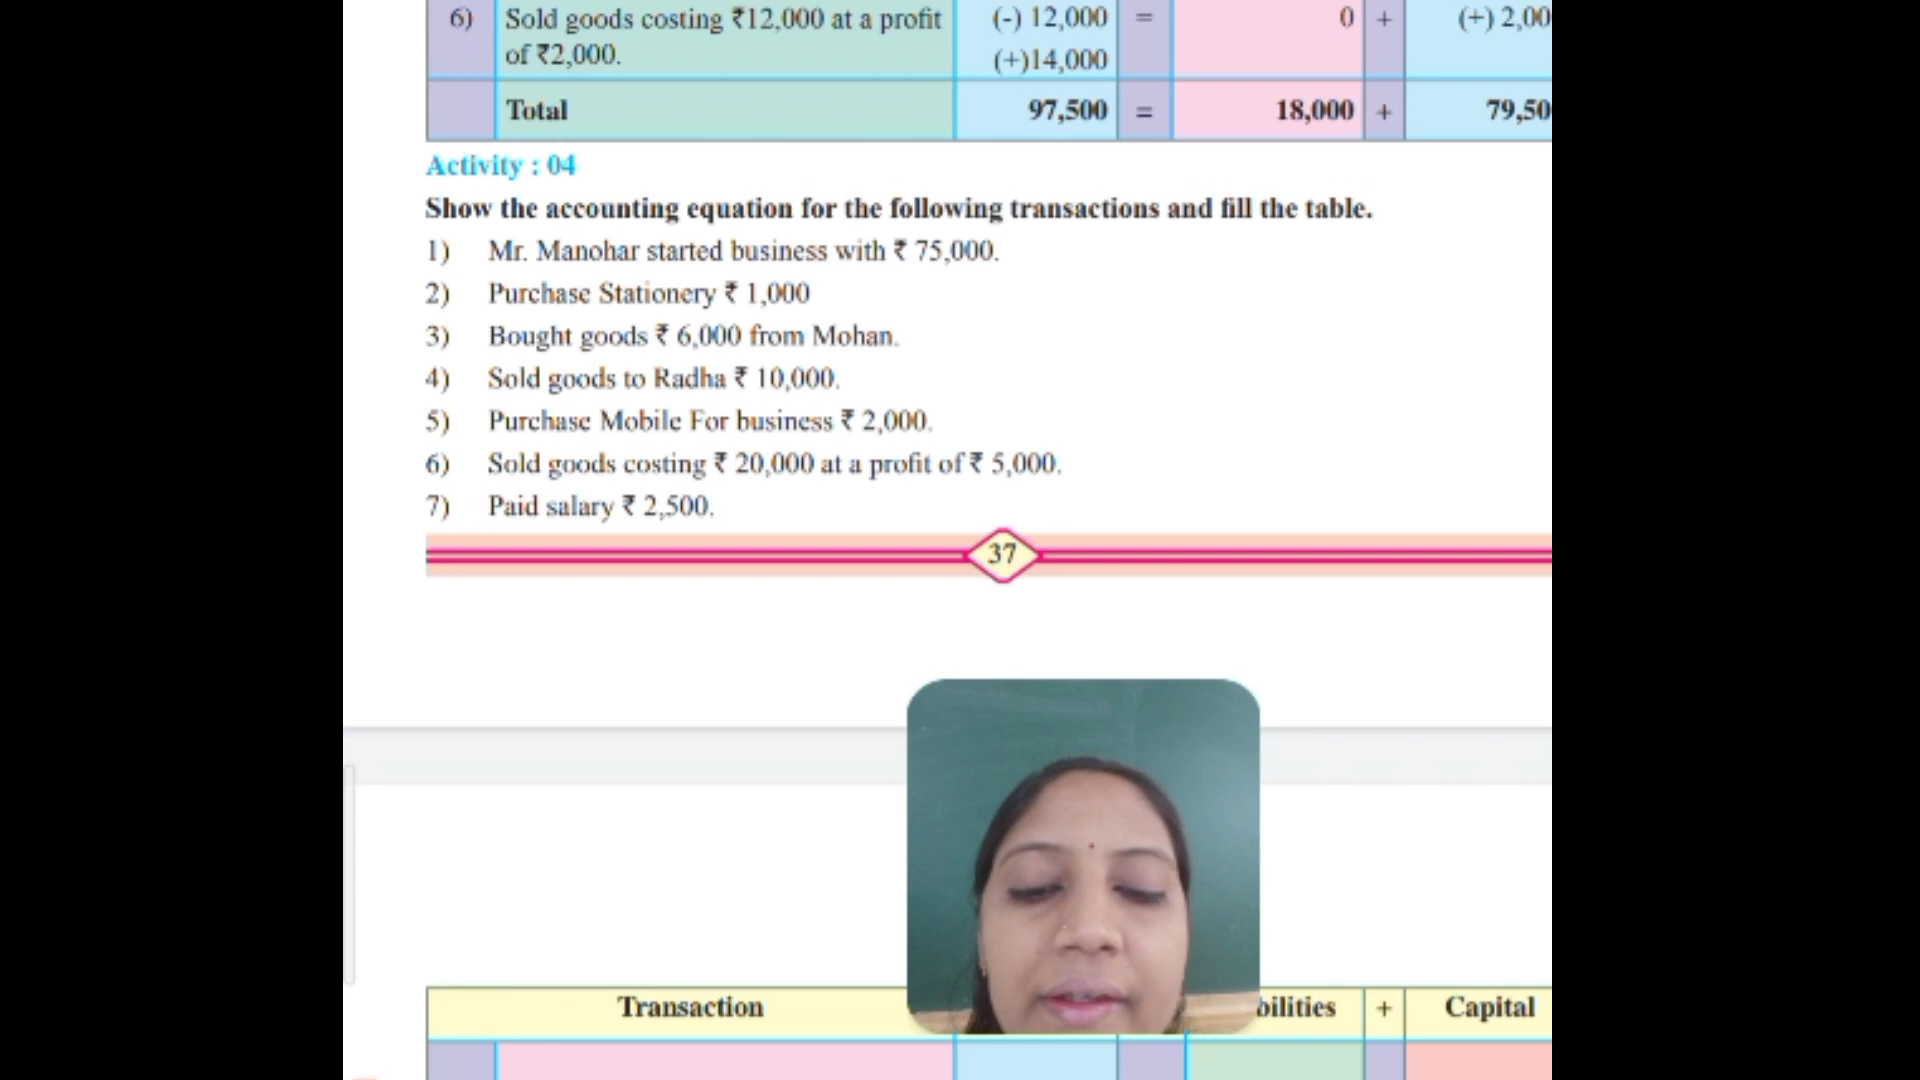 6) Sold goods costing ₹12,000 at a profit (-) 12,000 = 0 + (+) 2,00
of ₹2,000. (+)14,000
Total 97,500 = 18,000 + 79,50
Activity : 04
Show the accounting equation for the following transactions and fill the table.
1) Mr. Manohar started business with ₹ 75,000.
2) Purchase Stationery ₹ 1,000
3) Bought goods ₹ 6,000 from Mohan.
4) Sold goods to Radha ₹ 10,000.
5) Purchase Mobile For business ₹ 2,000.
6) Sold goods costing ₹ 20,000 at a profit of ₹ 5,000.
7) Paid salary ₹ 2,500.
37
Transaction bilities + Capital